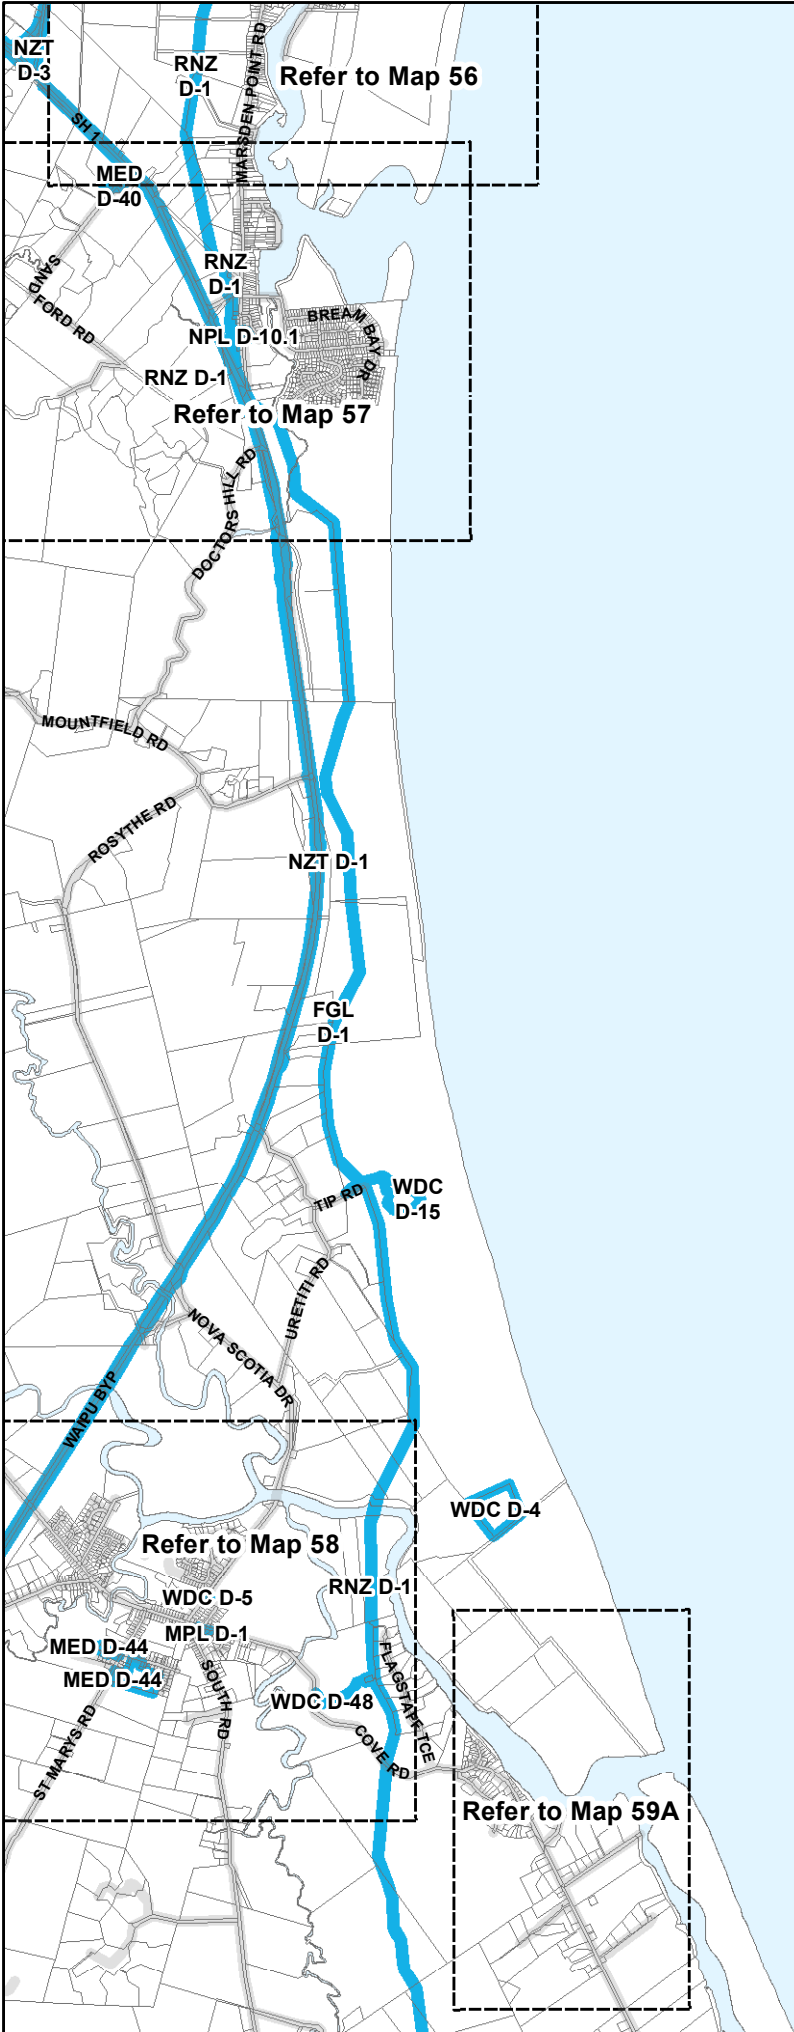 NZT
D-3
RNZ
D-1
MARSDEN POINT RD
Refer to Map 56
SH 1
MED
D-40
SAND
FORD RD
RNZ
D-1
BREAM BAY DR
NPL D-10.1
RNZ D-1
Refer to Map 57
DOCTORS HILL RD
MOUNTFIELD RD
ROSYTHE RD
NZT D-1
FGL
D-1
TIP RD
WDC
D-15
URETITI RD
NOVA SCOTIA DR
WAIPU BYP
WDC D-4
Refer to Map 58
RNZ D-1
WDC D-5
MPL D-1
MED D-44
MED D-44
SOUTH RD
FLAGSTAFF TCE
WDC D-48
ST MARYS RD
COVE RD
Refer to Map 59A